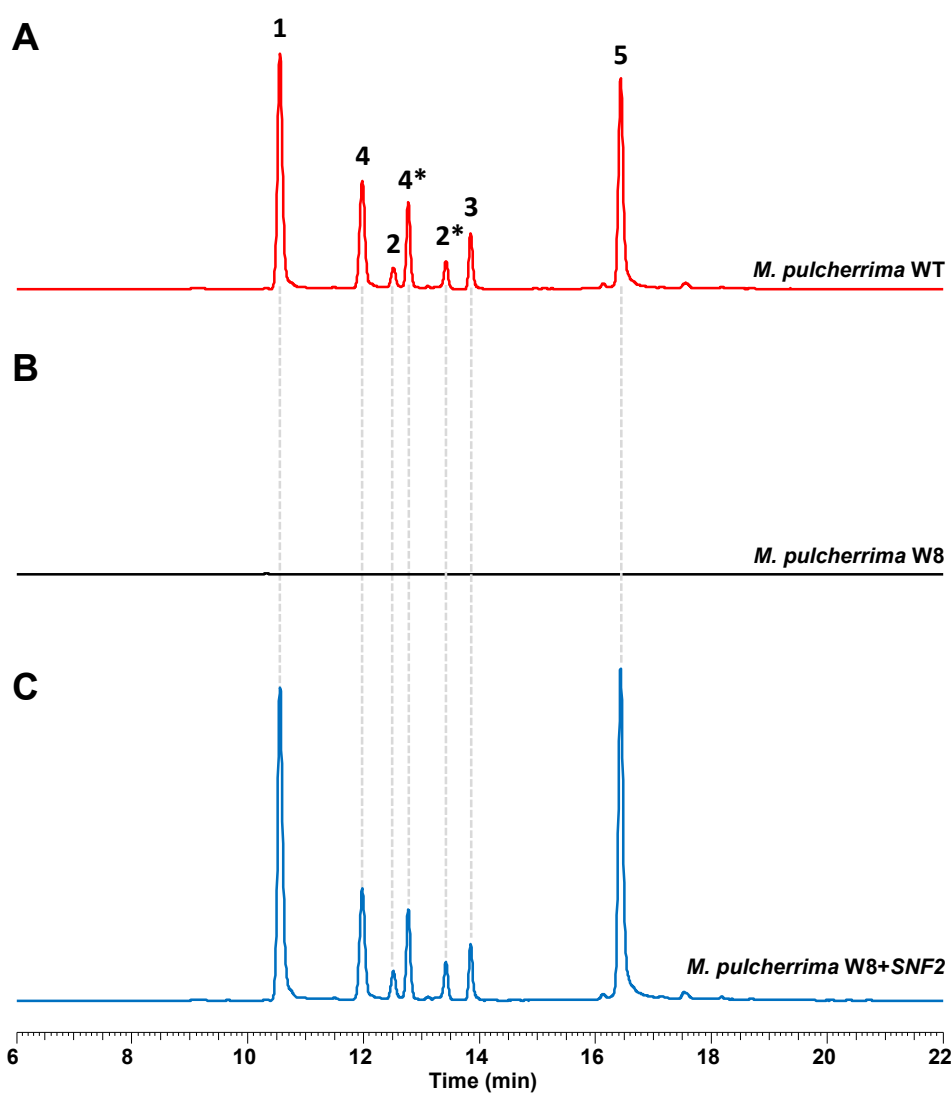 A
1
5
4
4*
3
2
2*
M. pulcherrima WT
B
M. pulcherrima W8
C
M. pulcherrima W8+SNF2
6 8 10 12 14 16 18 20 22
Time (min)